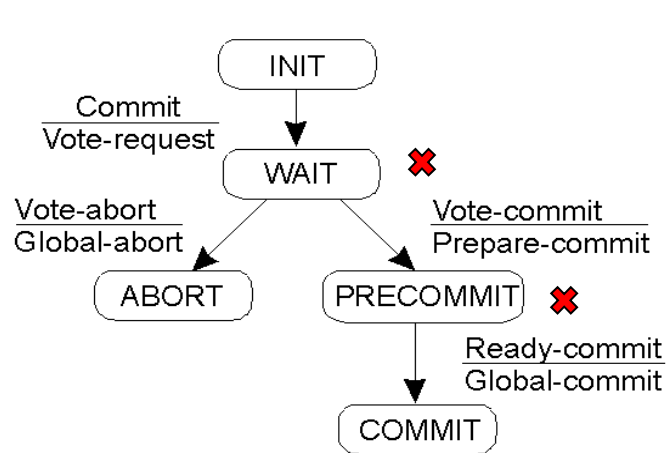 INIT
Commit
Vote-request
WAIT
Vote-abort
Global-abort
Vote-commit
Prepare-commit
ABORT
PRECOMMIT
Ready-commit
Global-commit
COMMIT